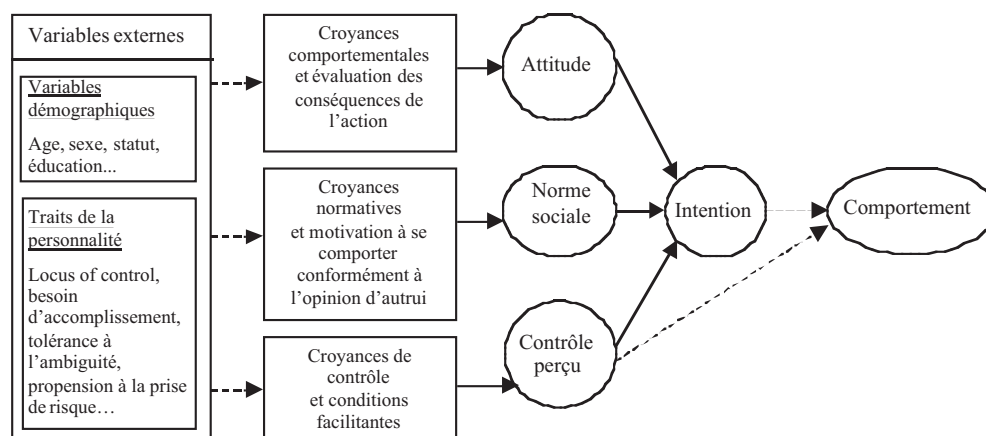 Variables externes
Variables
démographiques
Age, sexe, statut,
éducation...
Traits de la
personnalité
Locus of control,
besoin
d’accomplissement,
tolérance à
l’ambiguité,
propension à la prise
de risque…
Croyances
comportementales
et évaluation des
conséquences de
l’action
Croyances
normatives
et motivation à se
comporter
conformément à
l’opinion d’autrui
Croyances de
contrôle
et conditions
facilitantes
Attitude
Norme
sociale
Contrôle
perçu
Intention
Comportement